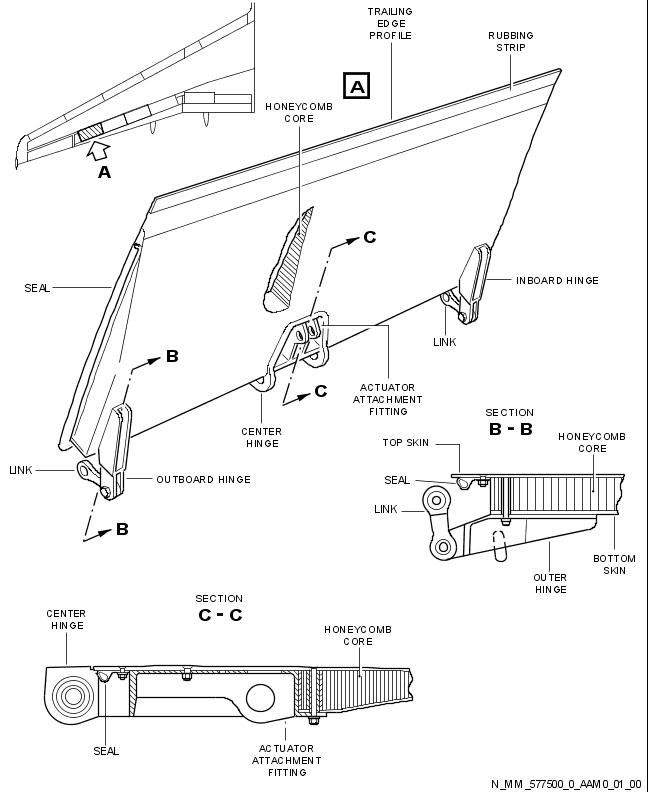 TRAILING
EDGE
PROFILE
RUBBING
STRIP
A
HONEYCOMB
CORE
A
C
SEAL
INBOARD HINGE
LINK
B
ACTUATOR
ATTACHMENT
FITTING
C
CENTER
HINGE
LINK
OUTBOARD HINGE
B
SECTION
B - B
TOP SKIN
HONEYCOMB
CORE
SEAL
LINK
BOTTOM
SKIN
OUTER
HINGE
SECTION
C - C
CENTER
HINGE
HONEYCOMB
CORE
SEAL
ACTUATOR
ATTACHMENT
FITTING
N_MM_577500_0_AAM0_01_00